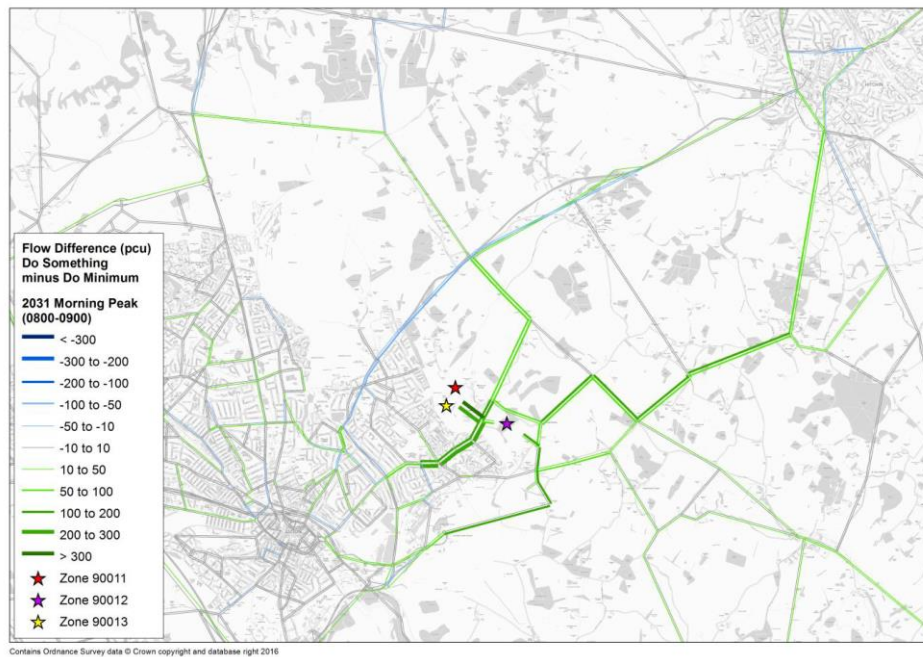 Flow Difference (pcu)
Do Something
minus Do Minimum
2031 Morning Peak
(0800-0900)
< -300
-300 to -200
-200 to -100
-100 to -50
-50 to -10
-10 to 10
10 to 50
50 to 100
100 to 200
200 to 300
> 300
Zone 90011
Zone 90012
Zone 90013
Contains Ordnance Survey data © Crown copyright and database right 2016